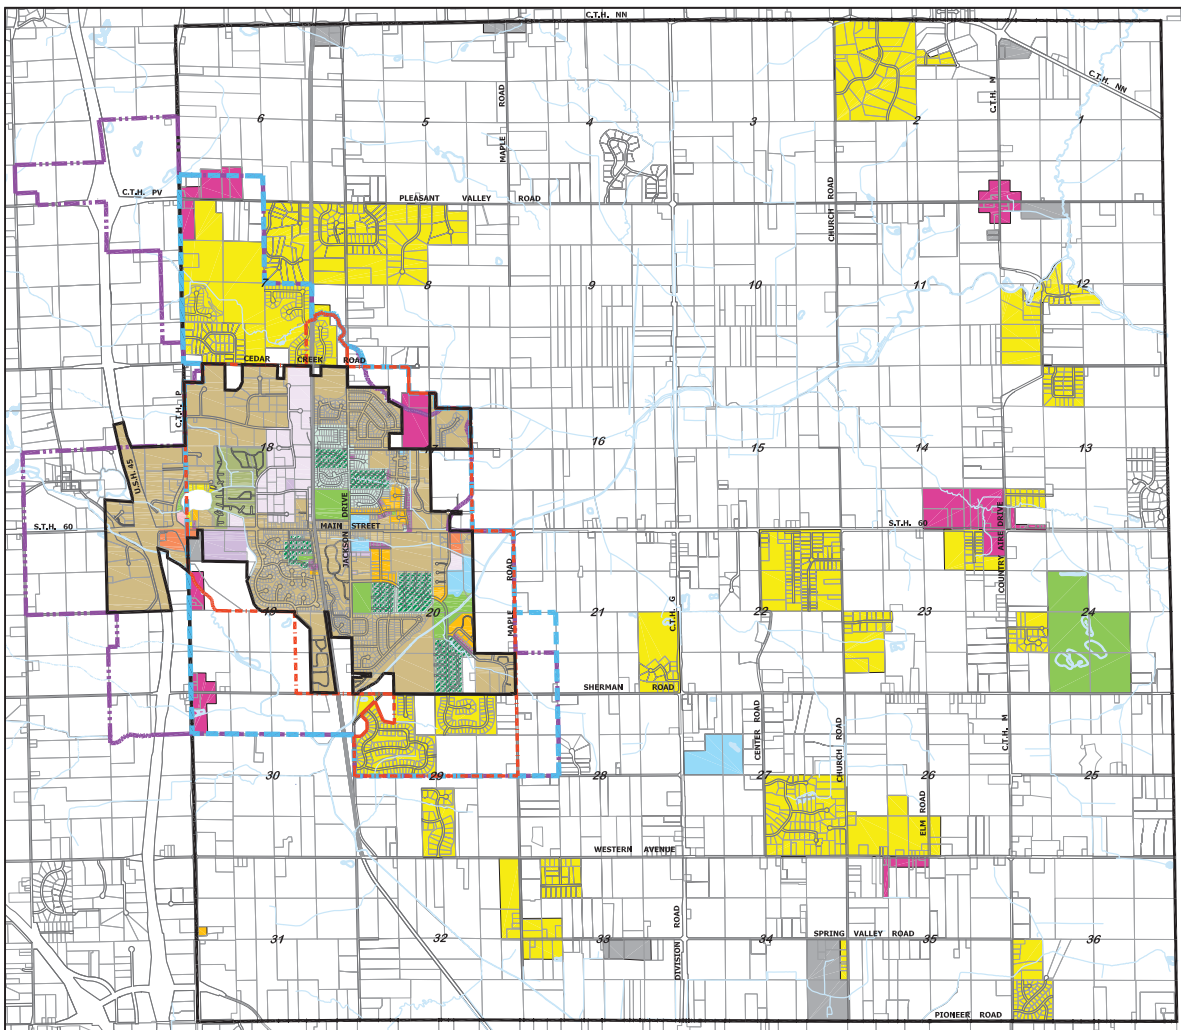 C.T.H. NN
C.T.H. NN
C.T.H. M
MAPLE ROAD
6
5
4
3
2
1
C.T.H. PV
PLEASANT VALLEY ROAD
CHURCH ROAD
7
8
9
10
11
12
CEDAR CREEK ROAD
C.T.H. P
18
17
16
15
14
13
U.S.H. 45
S.T.H. 60
MAIN STREET
JACKSON DRIVE
S.T.H. 60
COUNTRY AIRE DRIVE
MAPLE ROAD
C.T.H. G
19
20
21
22
23
24
SHERMAN ROAD
CENTER ROAD
CHURCH ROAD
C.T.H. M
30
29
28
27
26
25
ELM ROAD
WESTERN AVENUE
DIVISION ROAD
SPRING VALLEY ROAD
31
32
33
34
35
36
PIONEER ROAD